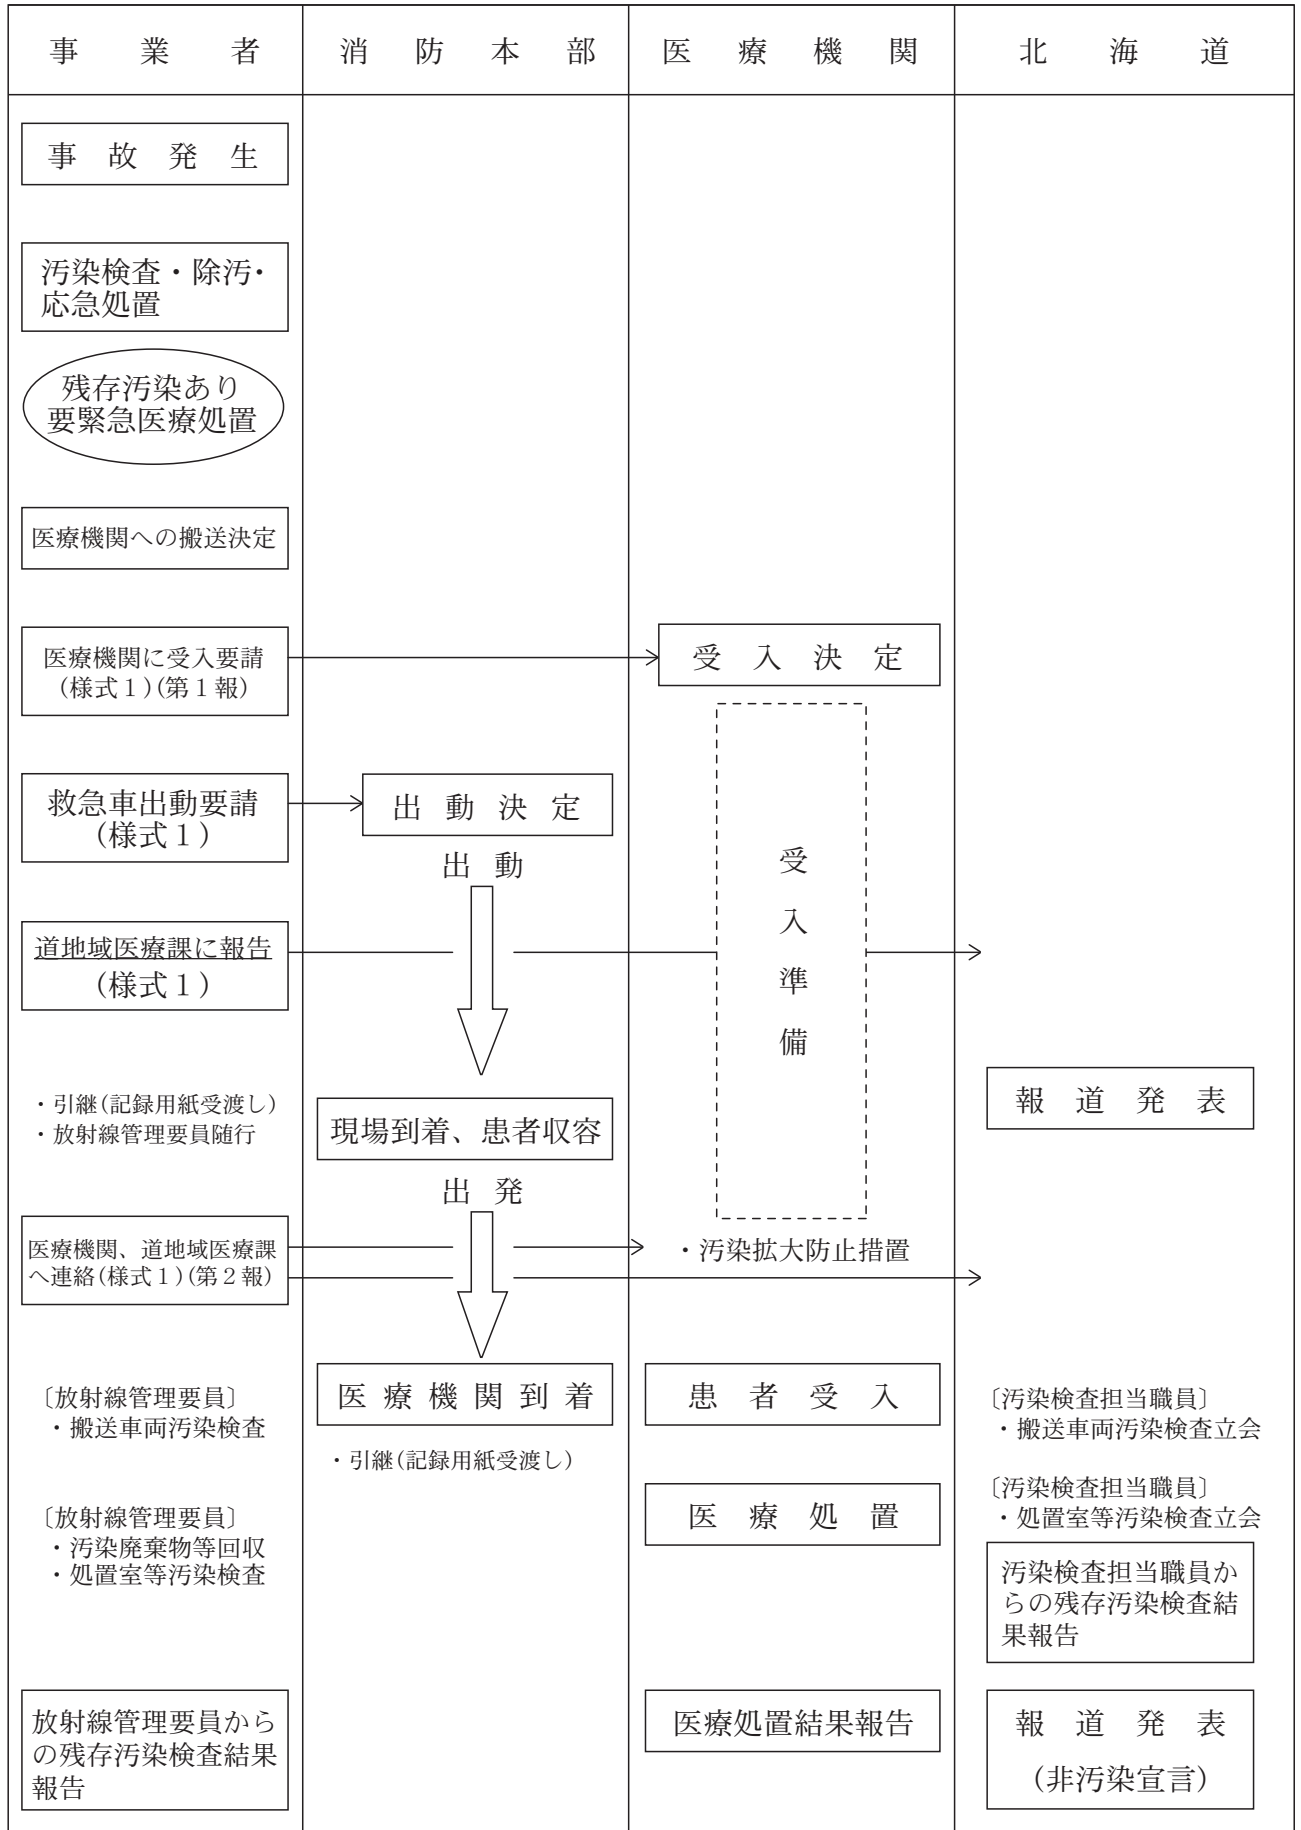 事業者
消防本部
医療機関
北海道
事故発生
汚染検査・除汚・
応急処置
残存汚染あり
要緊急医療処置
医療機関への搬送決定
医療機関に受入要請
(様式１)(第１報)
受入決定
救急車出動要請
(様式１)
出動決定
出動
受入準備
道地域医療課に報告
(様式１)
・引継(記録用紙受渡し)
・放射線管理要員随行
現場到着、患者収容
報道発表
出発
医療機関、道地域医療課
へ連絡(様式１)(第２報)
・汚染拡大防止措置
〔放射線管理要員〕
・搬送車両汚染検査
医療機関到着
・引継(記録用紙受渡し)
患者受入
〔汚染検査担当職員〕
・搬送車両汚染検査立会
〔放射線管理要員〕
・汚染廃棄物等回収
・処置室等汚染検査
医療処置
〔汚染検査担当職員〕
・処置室等汚染検査立会
汚染検査担当職員か
らの残存汚染検査結
果報告
放射線管理要員から
の残存汚染検査結果
報告
医療処置結果報告
報道発表
(非汚染宣言)